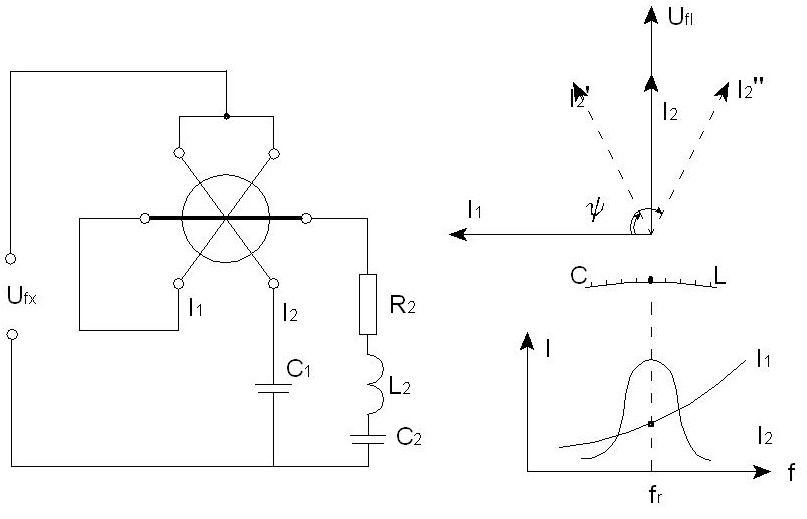 Ufx
I1
I2
C1
R2
L2
C2
Ufl
I2'
I2
I2"
I1
ψ
C
L
I
I1
I2
fr
f